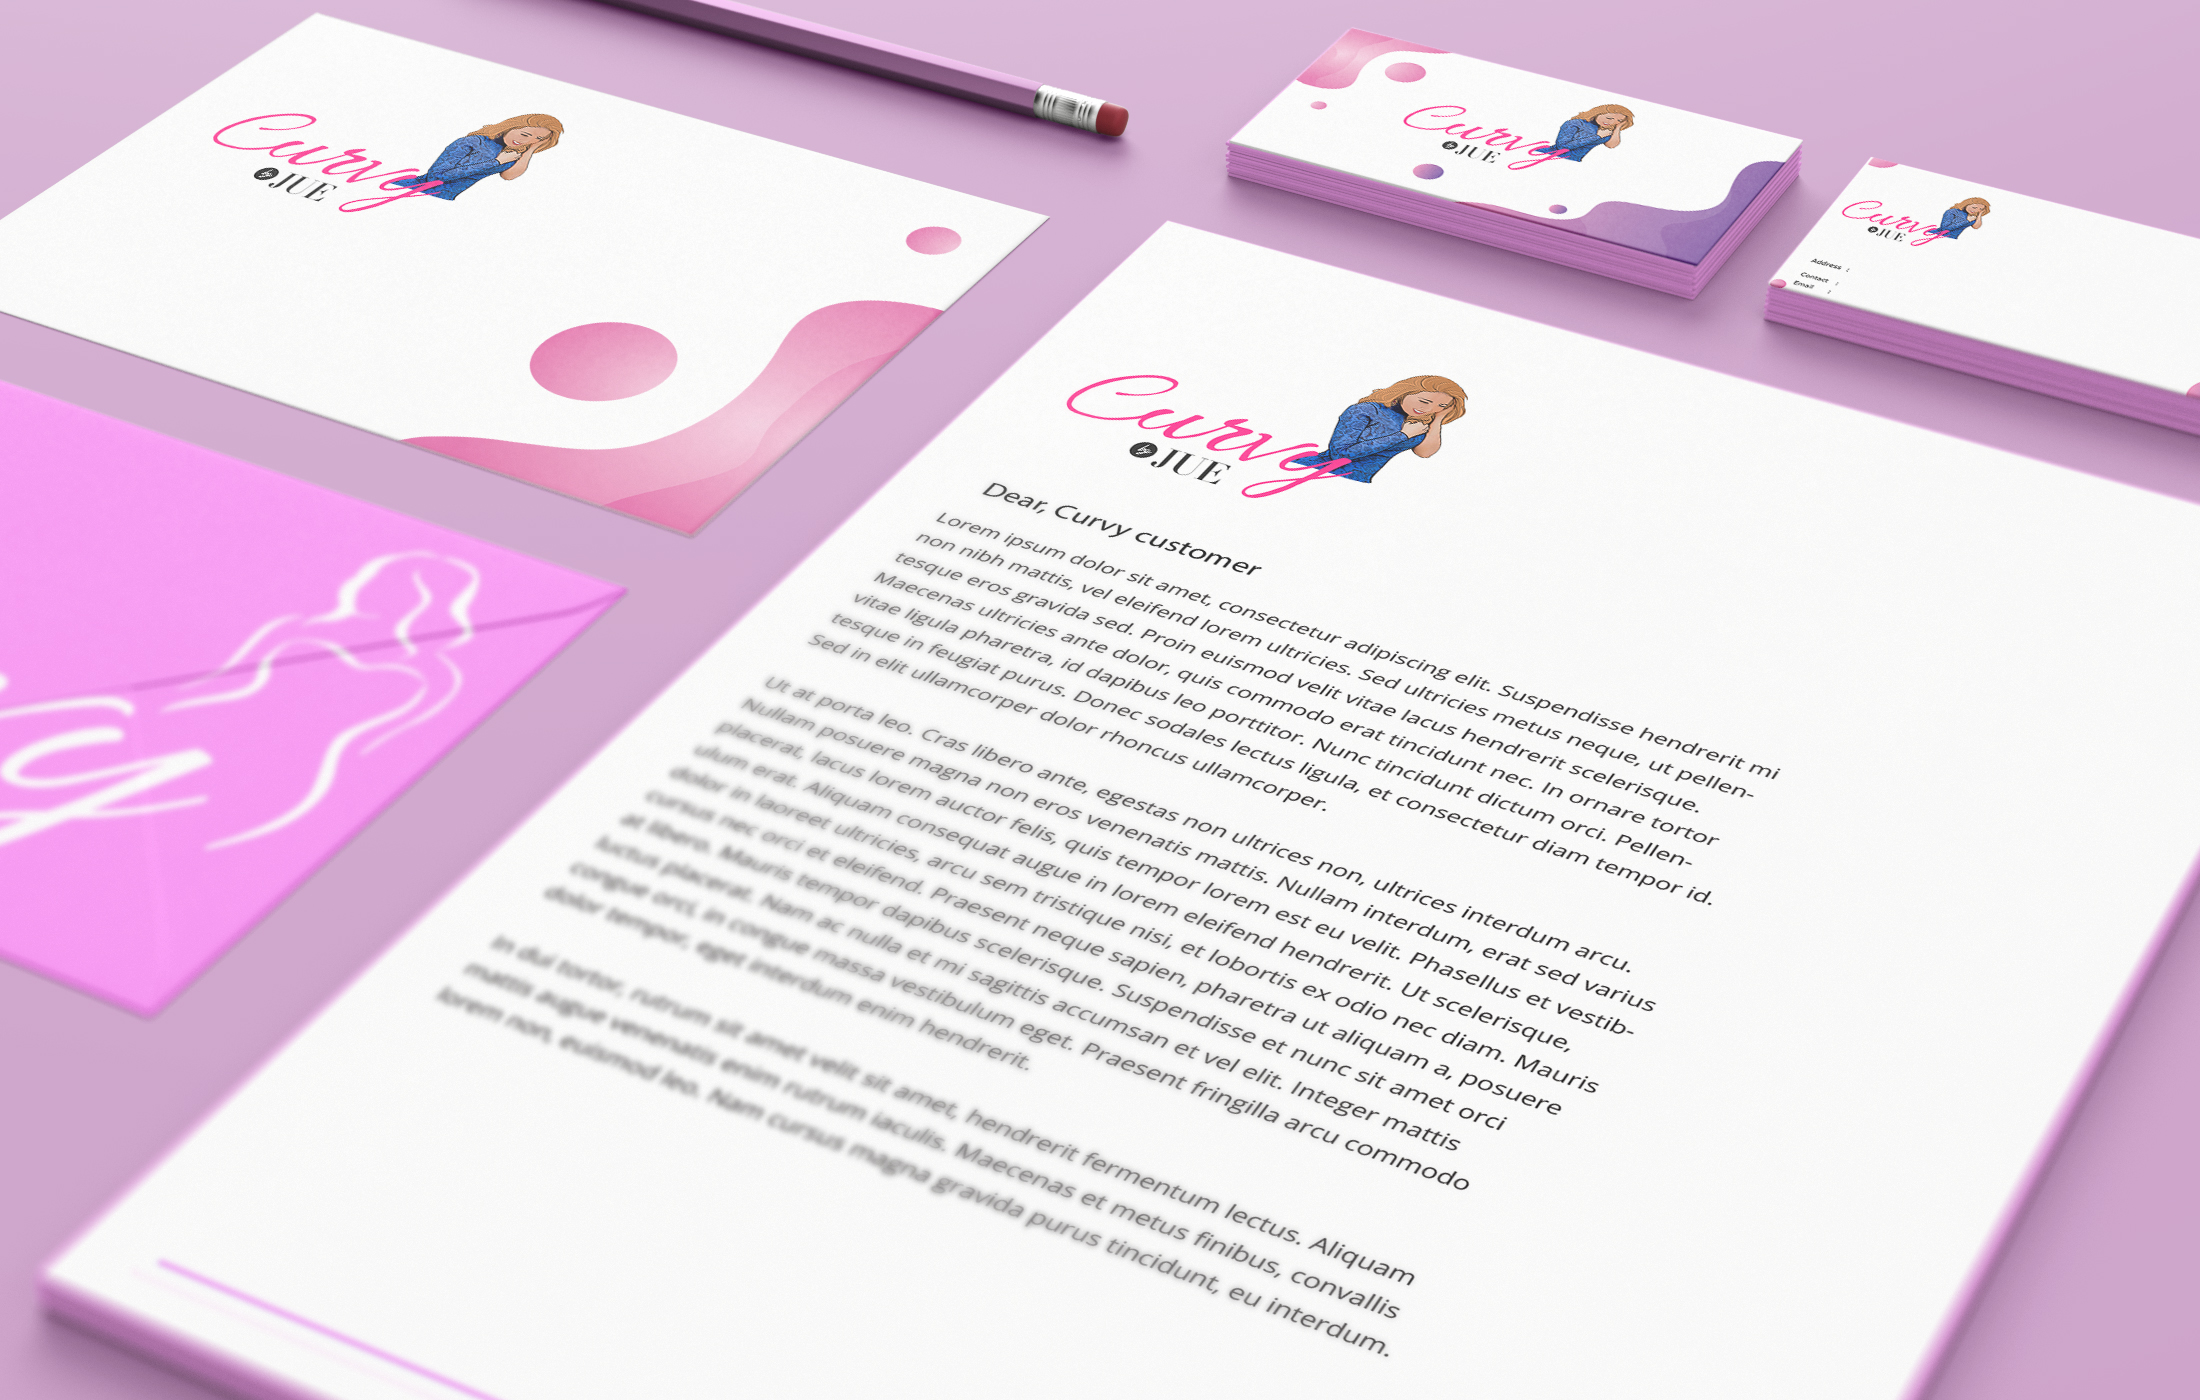 Curvy
by JUE
Curvy
by JUE
Curvy
by JUE
Address :
Contact :
Email :
Curvy
by JUE
Dear, Curvy customer
Lorem ipsum dolor sit amet, consectetur adipiscing elit. Suspendisse hendrerit mi
non nibh mattis, vel eleifend lorem ultricies. Sed ultricies metus neque, ut pellen-
tesque eros gravida sed. Proin euismod velit vitae lacus hendrerit scelerisque.
Maecenas ultricies ante dolor, quis commodo erat tincidunt nec. In ornare tortor
vitae ligula pharetra, id dapibus leo porttitor. Nunc tincidunt dictum orci. Pellen-
tesque in feugiat purus. Donec sodales lectus ligula, et consectetur diam tempor id.
Sed in elit ullamcorper dolor rhoncus ullamcorper.
Ut at porta leo. Cras libero ante, egestas non ultrices non, ultrices interdum arcu.
Nullam posuere magna non eros venenatis mattis. Nullam interdum, erat sed varius
placerat, lacus lorem auctor felis, quis tempor lorem est eu velit. Phasellus et vestib-
ulum erat. Aliquam consequat augue in lorem eleifend hendrerit. Ut scelerisque,
dolor in laoreet ultricies, arcu sem tristique nisi, et lobortis ex odio nec diam. Mauris
cursus nec orci et eleifend. Praesent neque sapien, pharetra ut aliquam a, posuere
at libero. Mauris tempor dapibus scelerisque. Suspendisse et nunc sit amet orci
luctus placerat. Nam ac nulla et mi sagittis accumsan et vel elit. Integer mattis
congue orci, in congue massa vestibulum eget. Praesent fringilla arcu commodo
dolor tempor, eget interdum enim hendrerit.
In dui tortor, rutrum sit amet velit sit amet, hendrerit fermentum lectus. Aliquam
mattis augue venenatis enim rutrum iaculis. Maecenas et metus finibus, convallis
lorem non, euismod leo. Nam cursus magna gravida purus tincidunt, eu interdum.